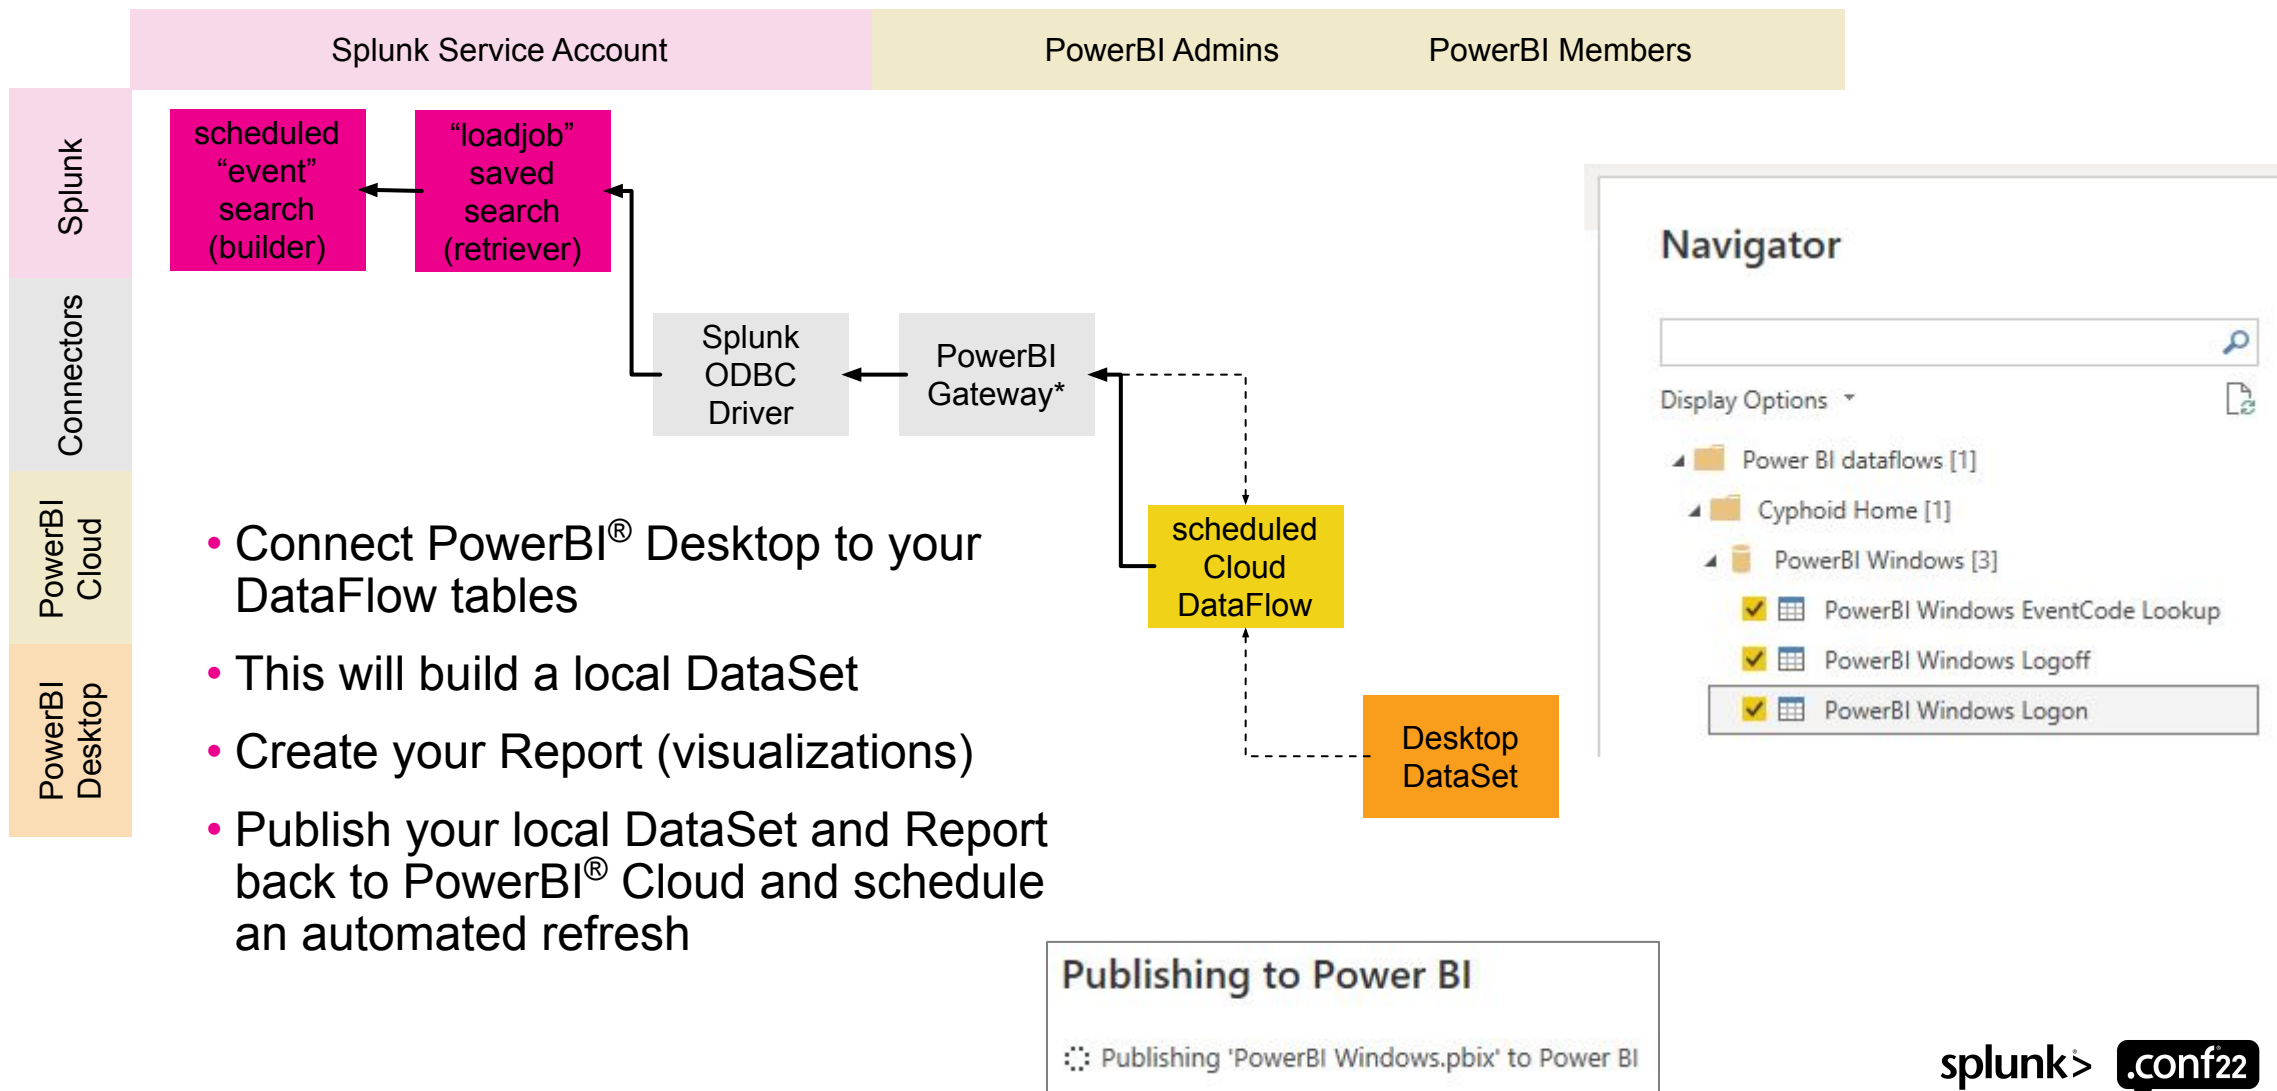 Splunk Service Account
PowerBI Admins
PowerBI Members
Splunk
Connectors
PowerBI
Cloud
PowerBI
Desktop
scheduled
“event”
search
(builder)
“loadjob”
saved
search
(retriever)
Splunk
ODBC
Driver
PowerBI
Gateway*
scheduled
Cloud
DataFlow
Desktop
DataSet
• Connect PowerBI® Desktop to your
DataFlow tables
• This will build a local DataSet
• Create your Report (visualizations)
• Publish your local DataSet and Report
back to PowerBI® Cloud and schedule
an automated refresh
Navigator
Display Options
Power BI dataflows [1]
Cyphoid Home [1]
PowerBI Windows [3]
PowerBI Windows EventCode Lookup
PowerBI Windows Logoff
PowerBI Windows Logon
Publishing to Power BI
Publishing 'PowerBI Windows.pbix' to Power BI
splunk> .conf22